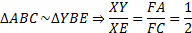 ΔABC~ΔYBE ⇒ XY/XE = FA/FC = 1/2